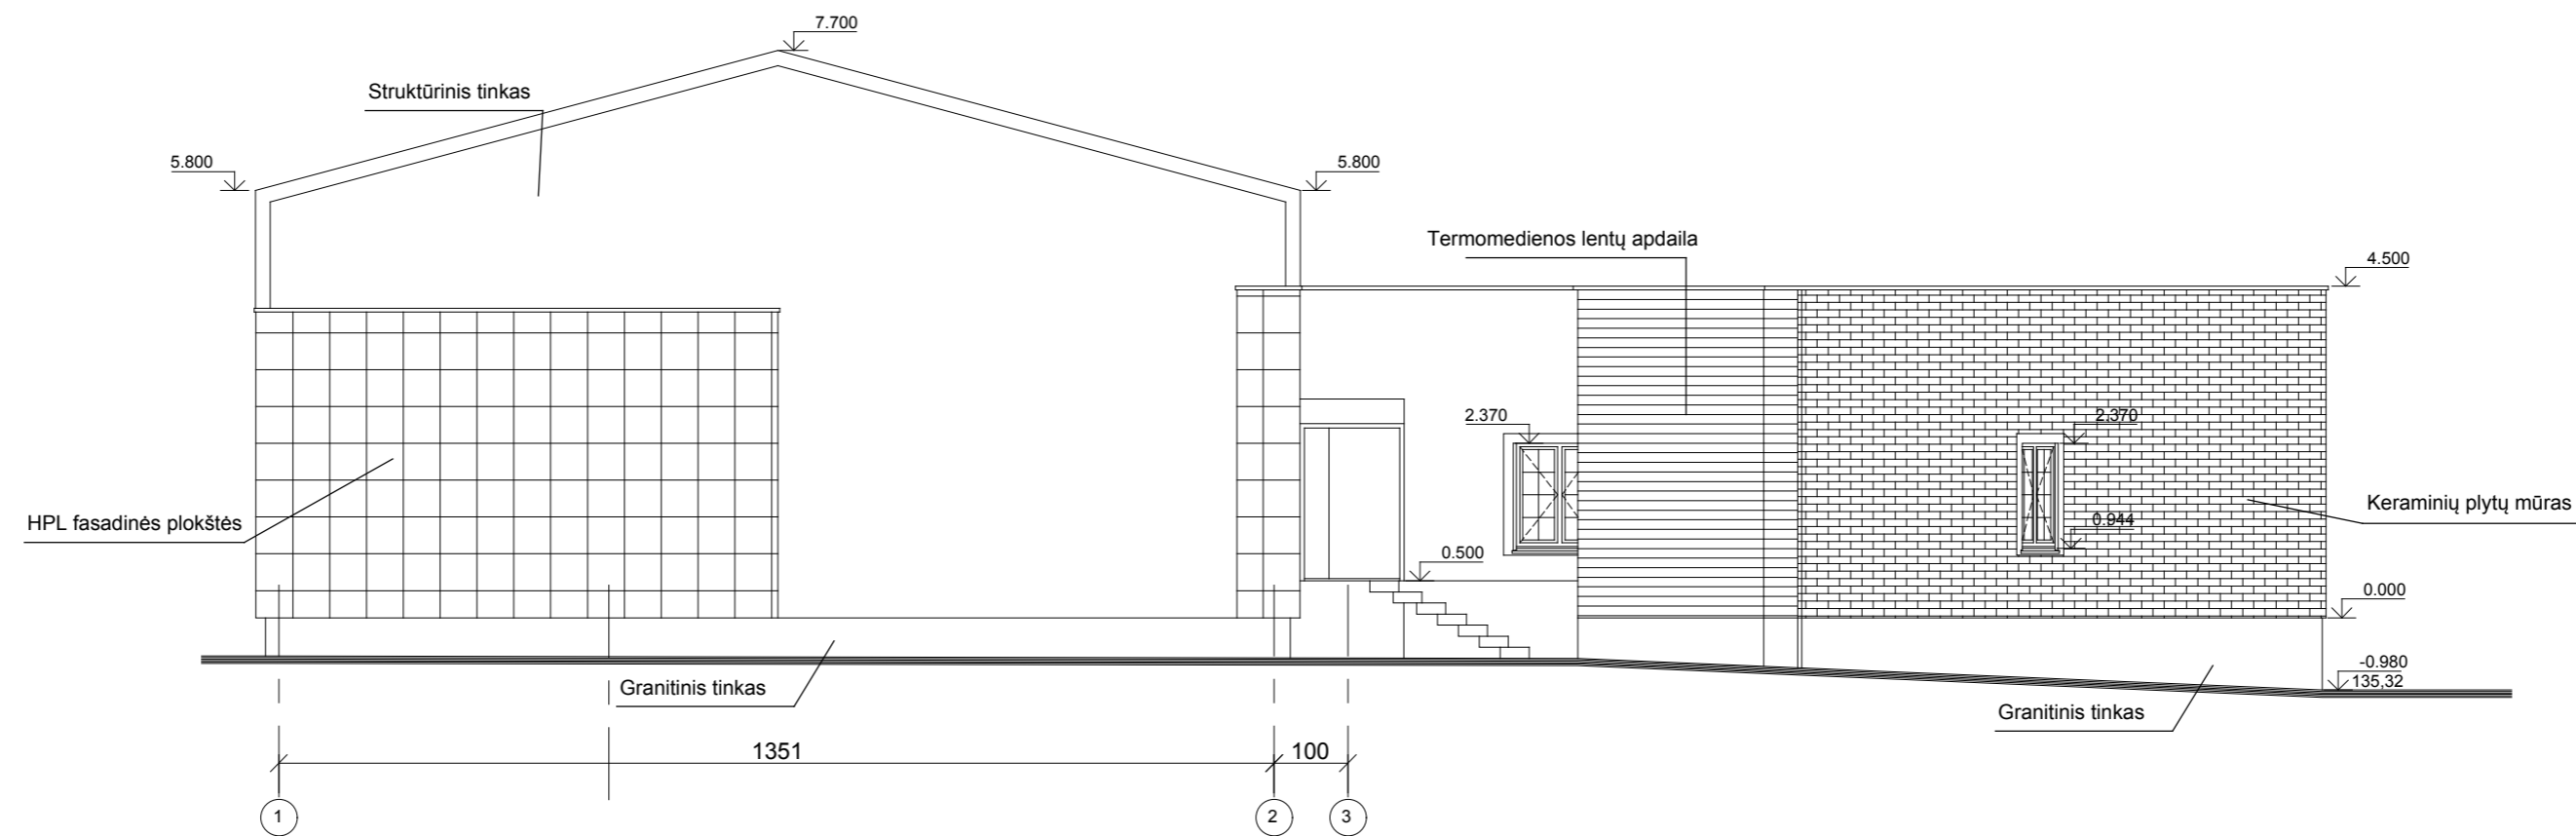 7.700
Struktūrinis tinkas
5.800
5.800
Termomedienos lentų apdaila
4.500
2.370
2.370
HPL fasadinės plokštės
Keraminių plytų mūras
0.944
0.500
0.000
-0.980
135,32
Granitinis tinkas
Granitinis tinkas
1351
100
1
2
3